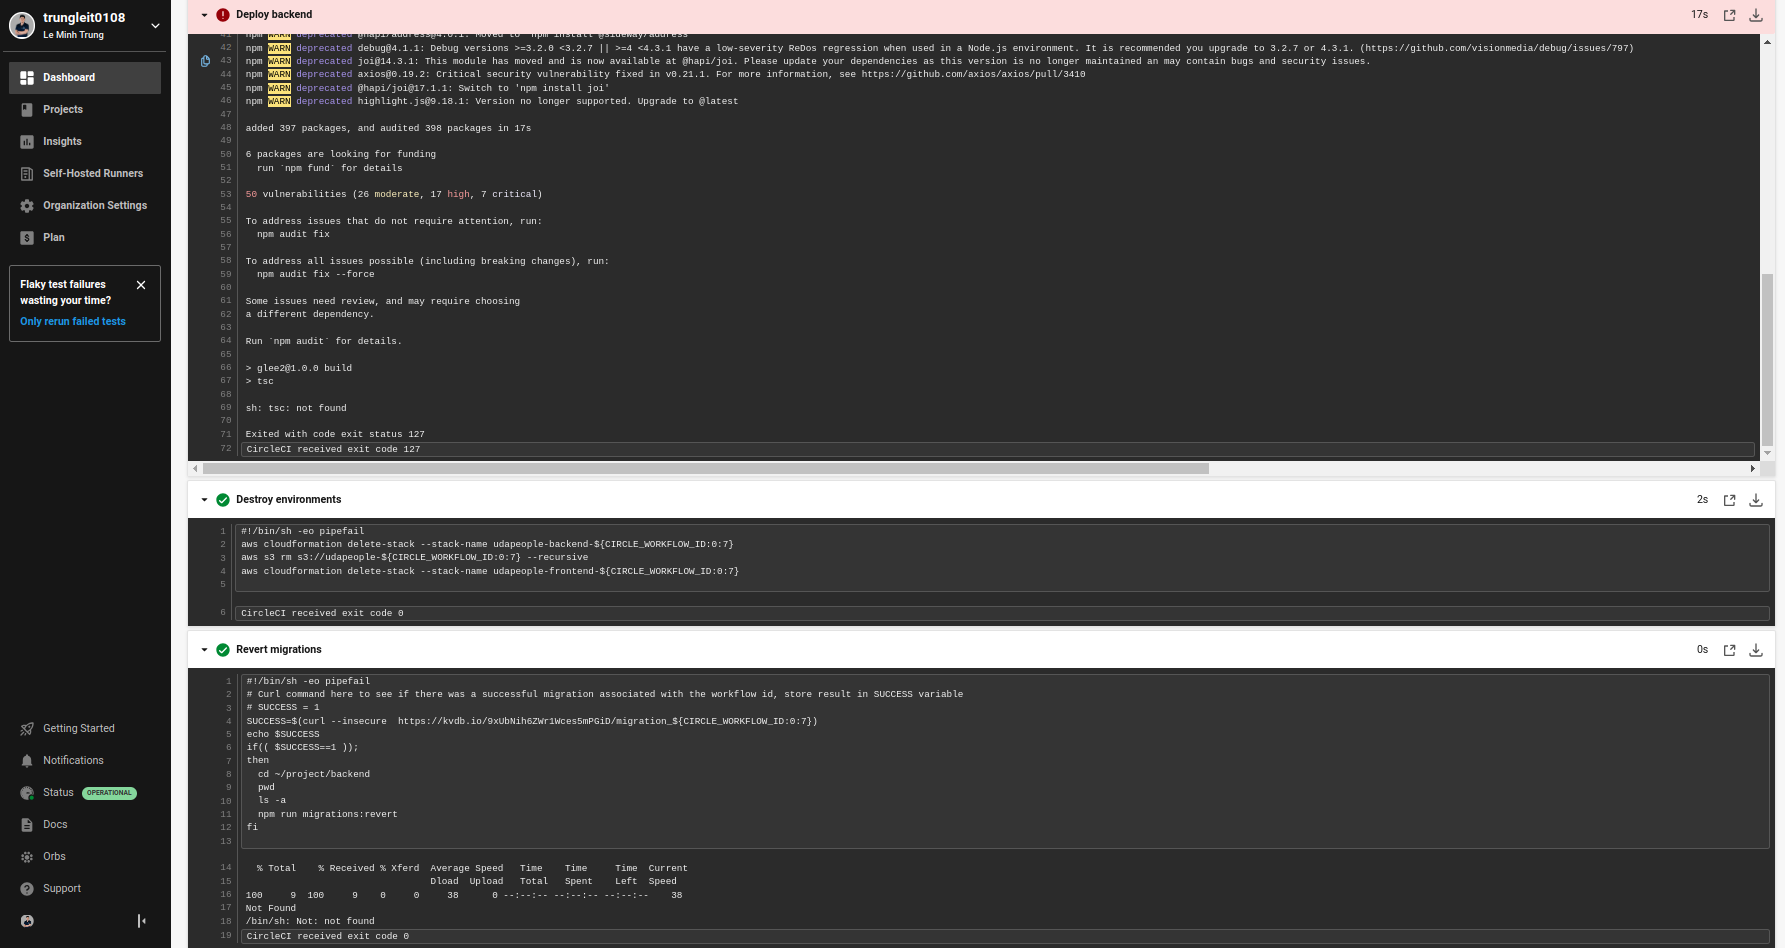 trungleit0108
Le Minh Trung
Dashboard
Projects
Insights
Self-Hosted Runners
Organization Settings
Plan
Flaky test failures
wasting your time?
Only rerun failed tests
Getting Started
Notifications
Status OPERATIONAL
Docs
Orbs
Support
Deploy backend 17s
41 npm WARN deprecated @hapi/address@4.0.1: Moved to 'npm install @sideway/address'
42 npm WARN deprecated debug@4.1.1: Debug versions >=3.2.0 <3.2.7 || >=4 <4.3.1 have a low-severity ReDos regression when used in a Node.js environment. It is recommended you upgrade to 3.2.7 or 4.3.1. (https://github.com/visionmedia/debug/issues/797)
43 npm WARN deprecated joi@14.3.1: This module has moved and is now available at @hapi/joi. Please update your dependencies as this version is no longer maintained an may contain bugs and security issues.
44 npm WARN deprecated axios@0.19.2: Critical security vulnerability fixed in v0.21.1. For more information, see https://github.com/axios/axios/pull/3410
45 npm WARN deprecated @hapi/joi@17.1.1: Switch to 'npm install joi'
46 npm WARN deprecated highlight.js@9.18.1: Version no longer supported. Upgrade to @latest
47
48 added 397 packages, and audited 398 packages in 17s
49
50 6 packages are looking for funding
51 run `npm fund` for details
52
53 50 vulnerabilities (26 moderate, 17 high, 7 critical)
54
55 To address issues that do not require attention, run:
56 npm audit fix
57
58 To address all issues possible (including breaking changes), run:
59 npm audit fix --force
60
61 Some issues need review, and may require choosing
62 a different dependency.
63
64 Run `npm audit` for details.
65
66 > glee2@1.0.0 build
67 > tsc
68
69 sh: tsc: not found
70
71 Exited with code exit status 127
72 CircleCI received exit code 127
Destroy environments 2s
1 #!/bin/sh -eo pipefail
2 aws cloudformation delete-stack --stack-name udapeople-backend-${CIRCLE_WORKFLOW_ID:0:7}
3 aws s3 rm s3://udapeople-${CIRCLE_WORKFLOW_ID:0:7} --recursive
4 aws cloudformation delete-stack --stack-name udapeople-frontend-${CIRCLE_WORKFLOW_ID:0:7}
5
6 CircleCI received exit code 0
Revert migrations 0s
1 #!/bin/sh -eo pipefail
2 # Curl command here to see if there was a successful migration associated with the workflow id, store result in SUCCESS variable
3 # SUCCESS = 1
4 SUCCESS=$(curl --insecure https://kvdb.io/9xUbNih6ZWr1Wces5mPGiD/migration_${CIRCLE_WORKFLOW_ID:0:7})
5 echo $SUCCESS
6 if(( $SUCCESS==1 ));
7 then
8 cd ~/project/backend
9 pwd
10 ls -a
11 npm run migrations:revert
12 fi
13
14 % Total % Received % Xferd Average Speed Time Time Time Current
15 Dload Upload Total Spent Left Speed
16 100 9 100 9 0 0 38 0 --:--:-- --:--:-- --:--:-- 38
17 Not Found
18 /bin/sh: Not: not found
19 CircleCI received exit code 0